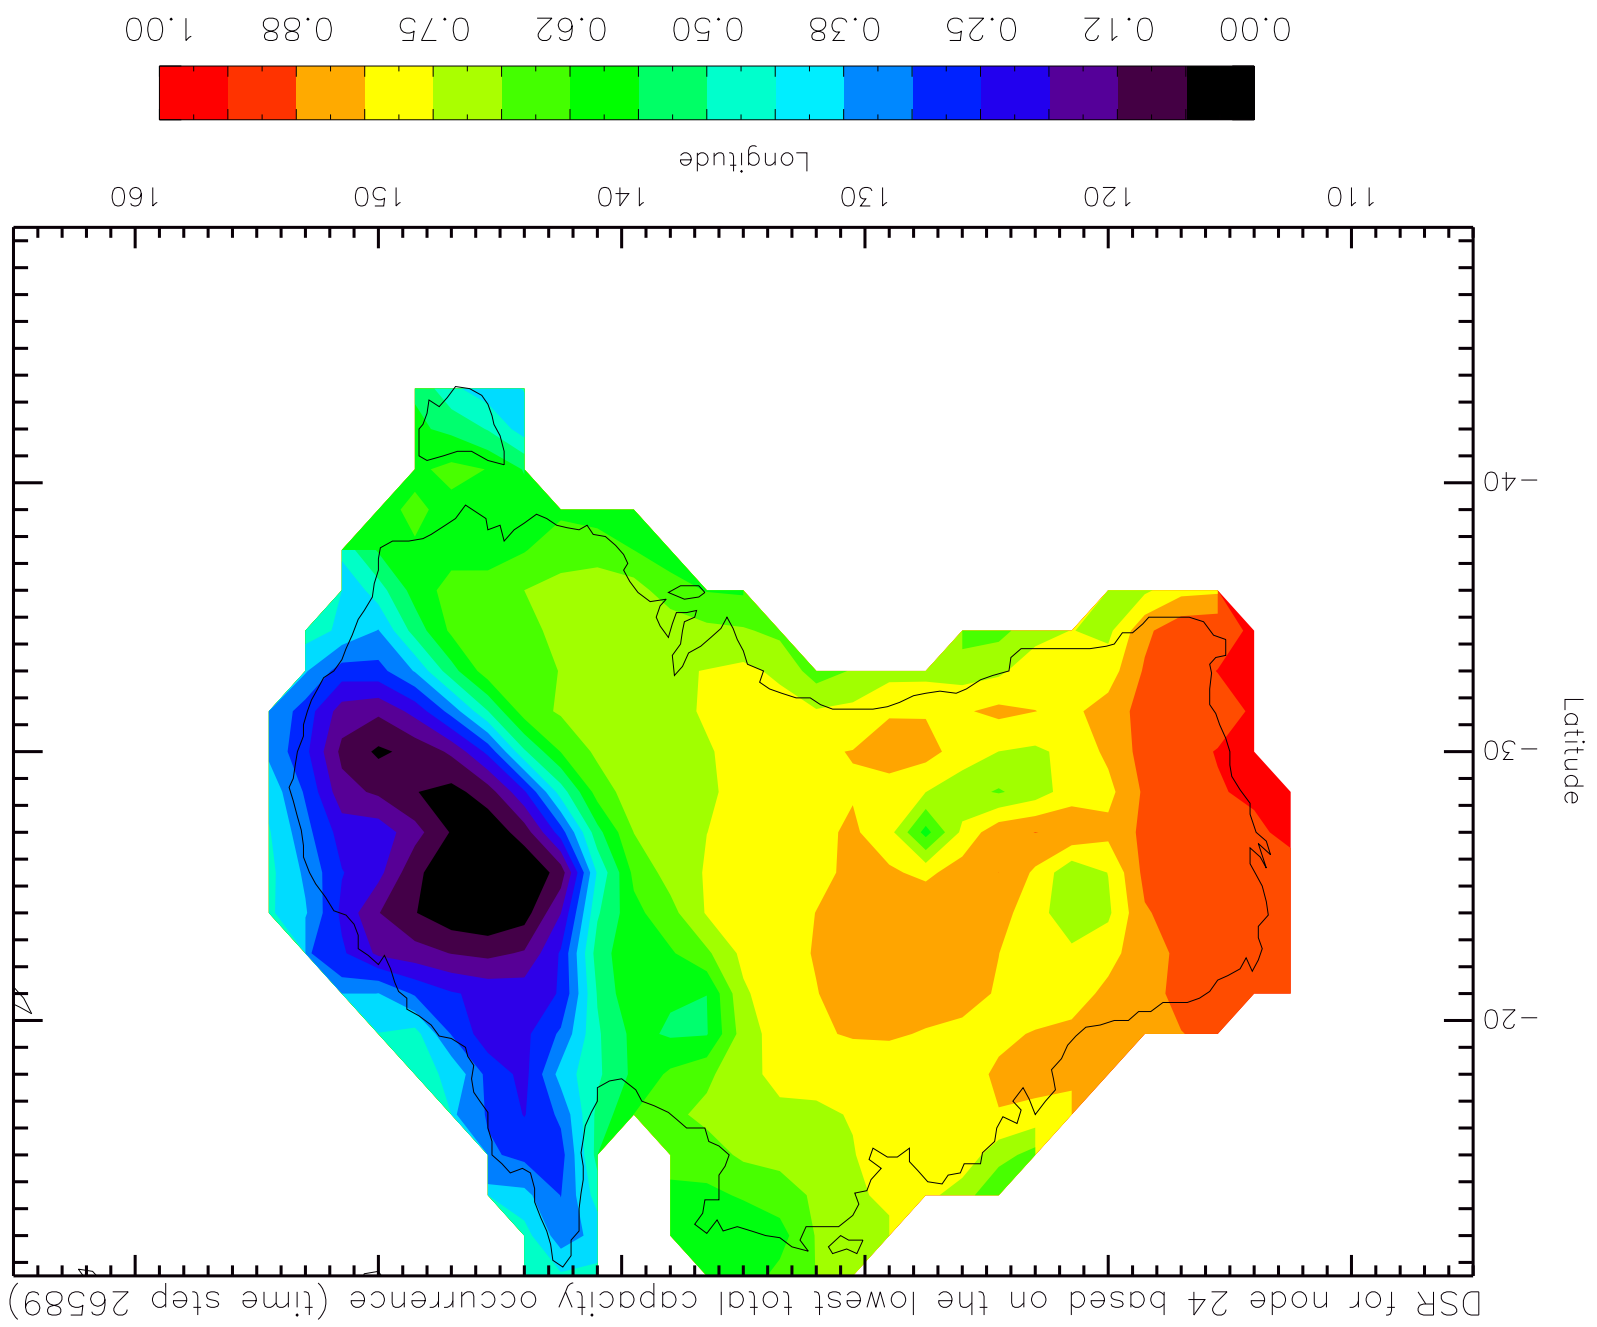 DSR for node 24 based on the lowest total capacity occurrence (time step 26589)
Latitude
-20
-30
-40
110 120 130 140 150 160
Longitude
0.00 0.12 0.25 0.38 0.50 0.62 0.75 0.88 1.00